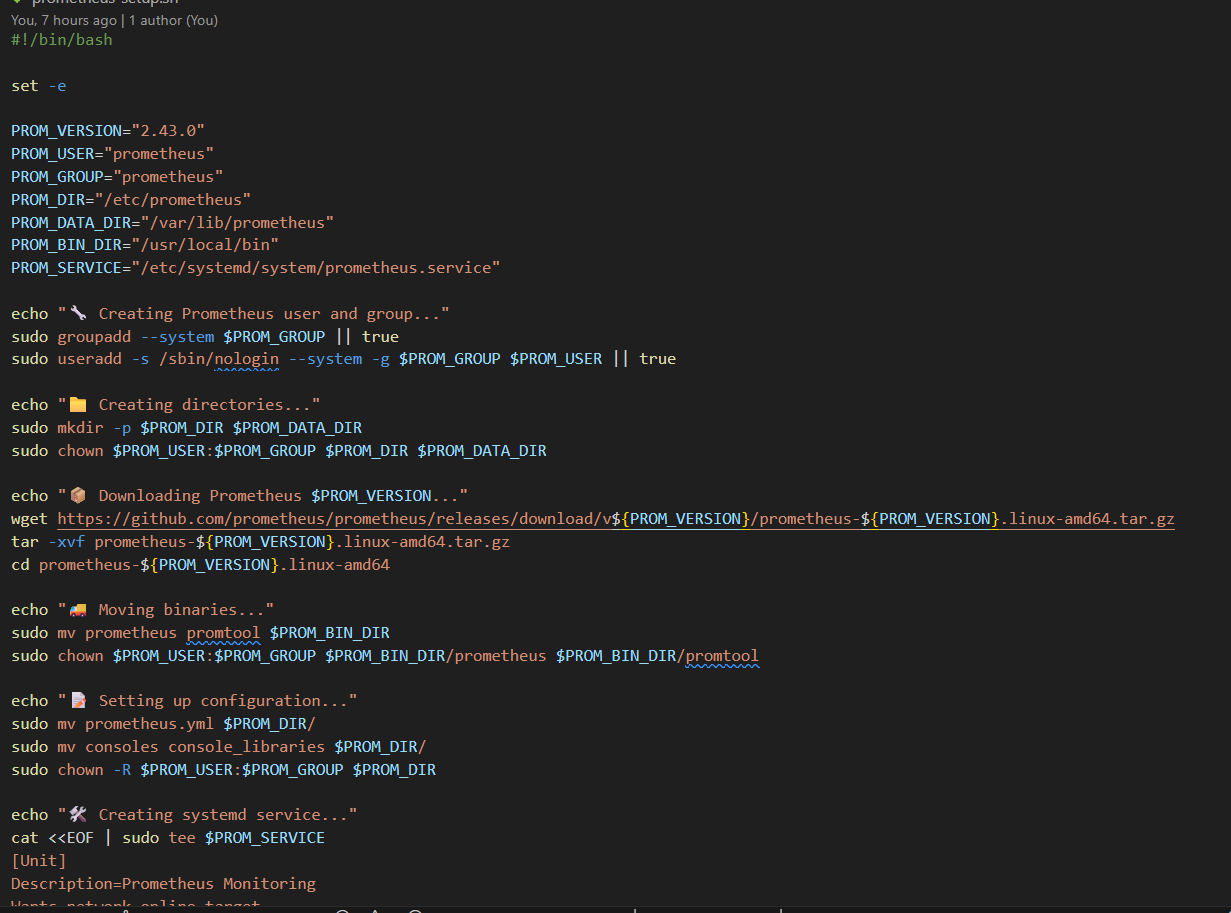 prometheus-setup.sh
You, 7 hours ago | 1 author (You)
#!/bin/bash
set -e
PROM_VERSION="2.43.0"
PROM_USER="prometheus"
PROM_GROUP="prometheus"
PROM_DIR="/etc/prometheus"
PROM_DATA_DIR="/var/lib/prometheus"
PROM_BIN_DIR="/usr/local/bin"
PROM_SERVICE="/etc/systemd/system/prometheus.service"
echo "🔧 Creating Prometheus user and group..."
sudo groupadd --system $PROM_GROUP || true
sudo useradd -s /sbin/nologin --system -g $PROM_GROUP $PROM_USER || true
echo "📁 Creating directories..."
sudo mkdir -p $PROM_DIR $PROM_DATA_DIR
sudo chown $PROM_USER:$PROM_GROUP $PROM_DIR $PROM_DATA_DIR
echo "📦 Downloading Prometheus $PROM_VERSION..."
wget https://github.com/prometheus/prometheus/releases/download/v${PROM_VERSION}/prometheus-${PROM_VERSION}.linux-amd64.tar.gz
tar -xvf prometheus-${PROM_VERSION}.linux-amd64.tar.gz
cd prometheus-${PROM_VERSION}.linux-amd64
echo "🚚 Moving binaries..."
sudo mv prometheus promtool $PROM_BIN_DIR
sudo chown $PROM_USER:$PROM_GROUP $PROM_BIN_DIR/prometheus $PROM_BIN_DIR/promtool
echo "📝 Setting up configuration..."
sudo mv prometheus.yml $PROM_DIR/
sudo mv consoles console_libraries $PROM_DIR/
sudo chown -R $PROM_USER:$PROM_GROUP $PROM_DIR
echo "🛠 Creating systemd service..."
cat <<EOF | sudo tee $PROM_SERVICE
[Unit]
Description=Prometheus Monitoring
Wants=network-online.target